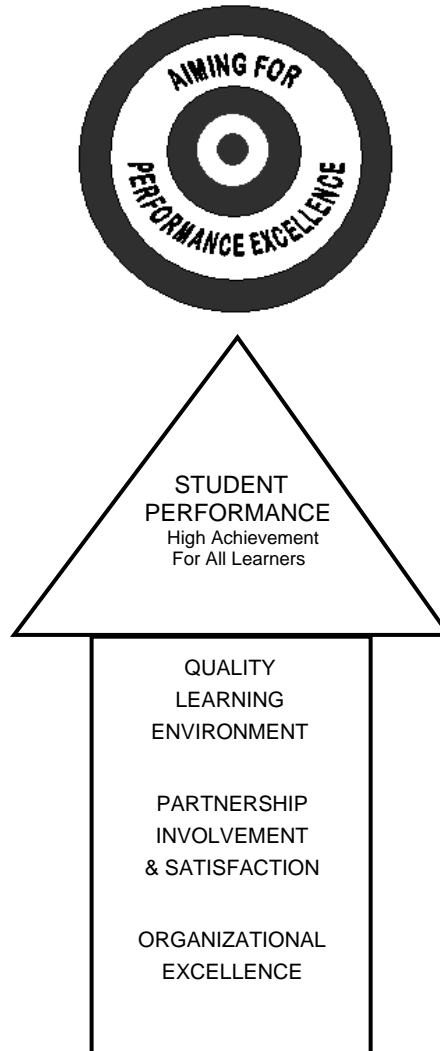 AIMING FOR
PERFORMANCE EXCELLENCE
STUDENT
PERFORMANCE
High Achievement
For All Learners
QUALITY
LEARNING
ENVIRONMENT
PARTNERSHIP
INVOLVEMENT
& SATISFACTION
ORGANIZATIONAL
EXCELLENCE